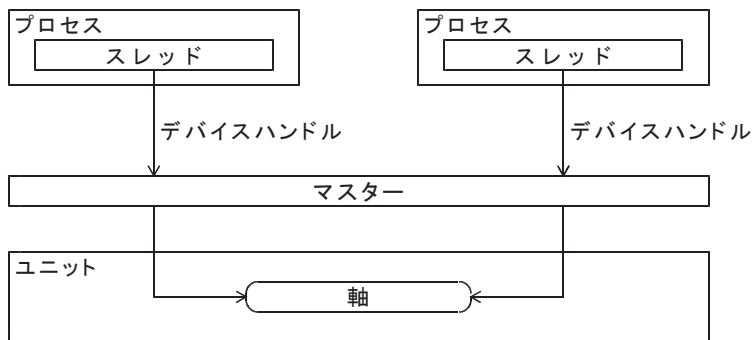 プロセス
スレッド
プロセス
スレッド
デバイスハンドル
デバイスハンドル
マスター
ユニット
軸